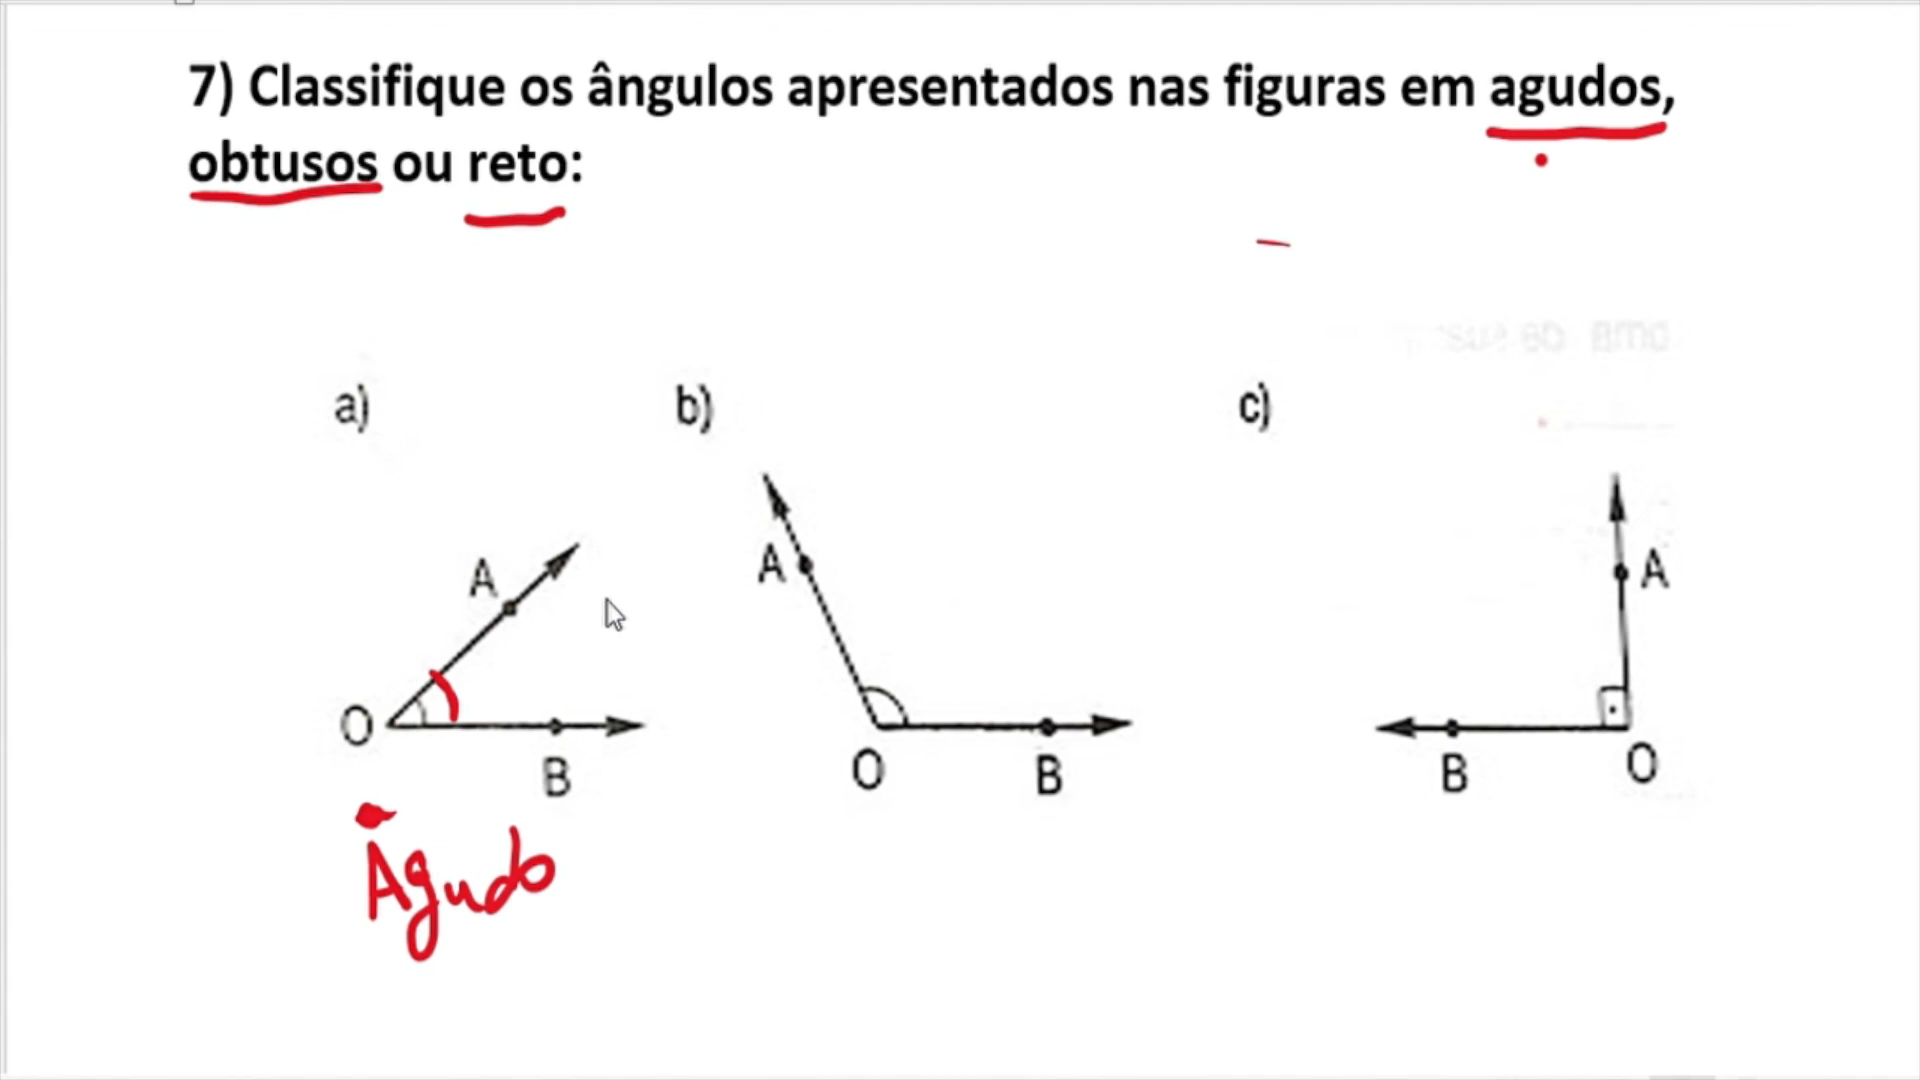 7) Classifique os ângulos apresentados nas figuras em agudos,
obtusos ou reto:
a)
b)
c)
A
O
B
A
O
B
A
B
O
Agudo